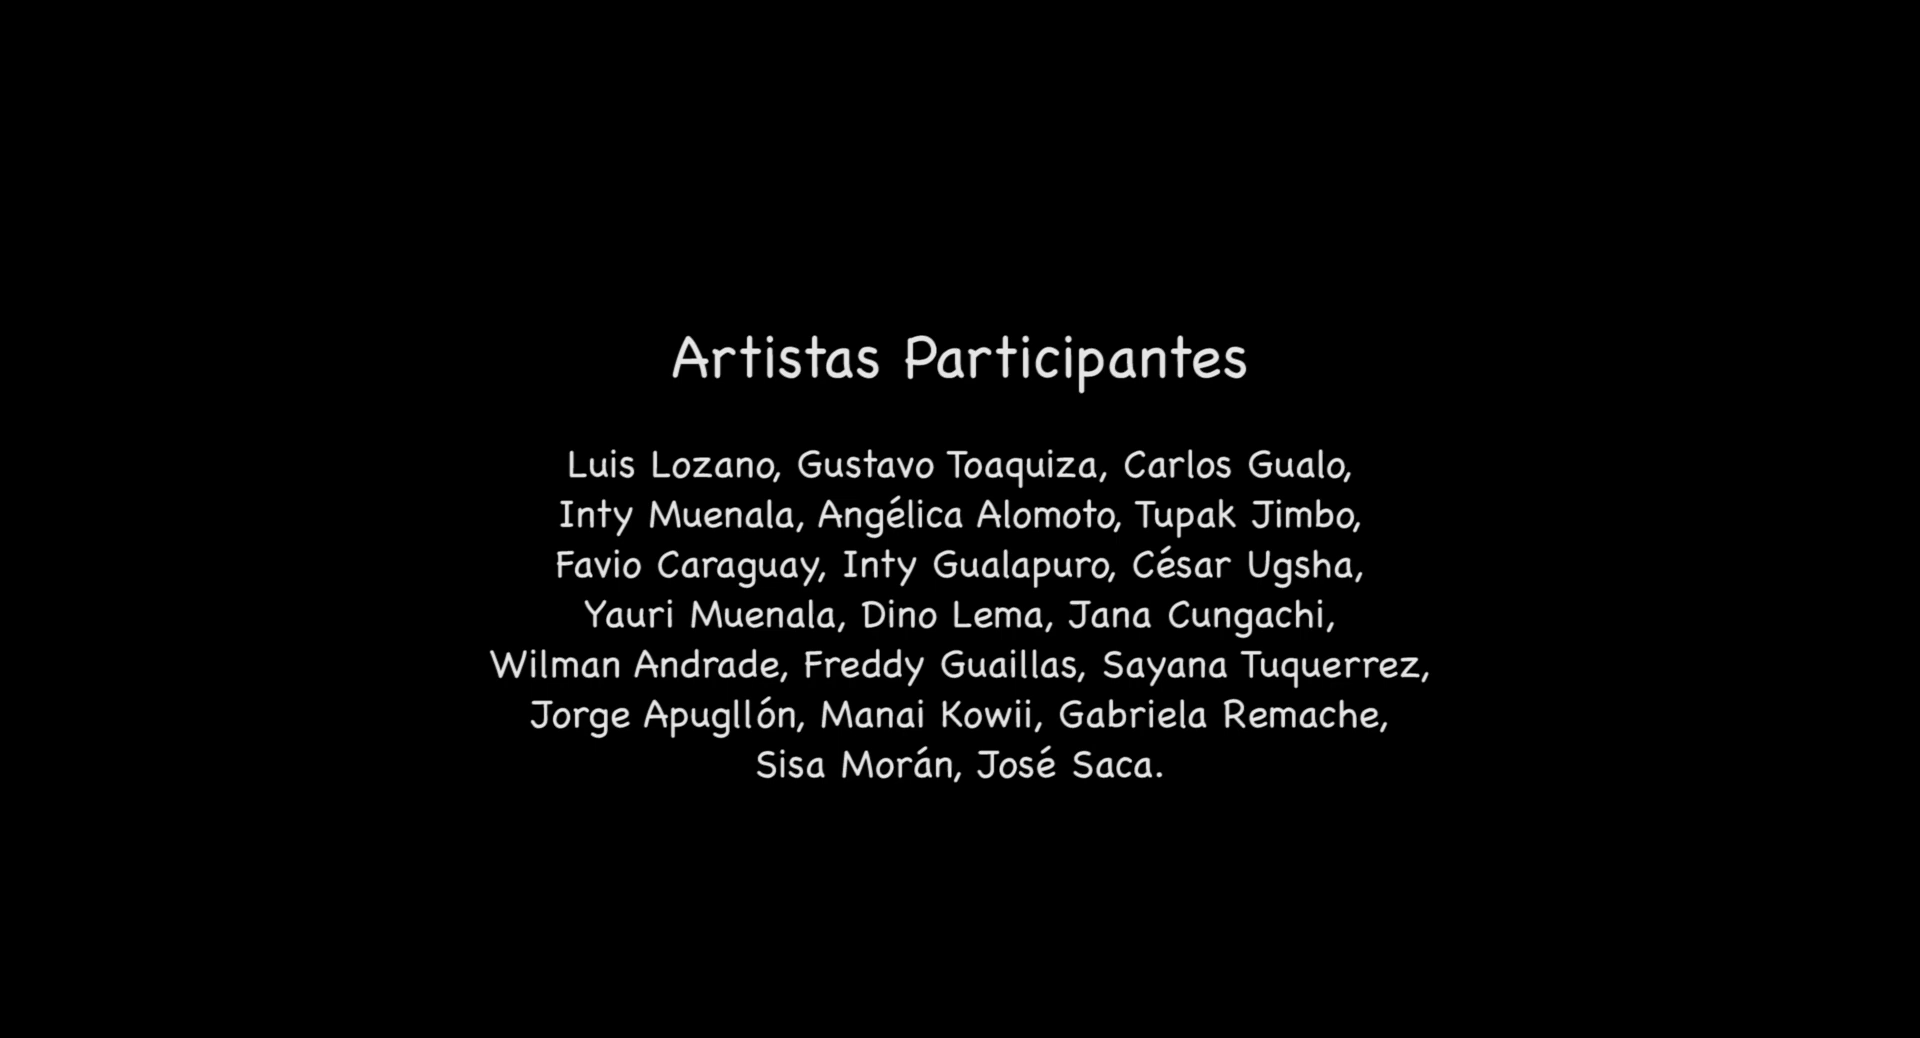 Artistas Participantes
Luis Lozano, Gustavo Toaquiza, Carlos Gualo,
Inty Muenala, Angélica Alomoto, Tupak Jimbo,
Favio Caraguay, Inty Gualapuro, César Ugsha,
Yauri Muenala, Dino Lema, Jana Cungachi,
Wilman Andrade, Freddy Guaillas, Sayana Tuquerrez,
Jorge Apugllón, Manai Kowii, Gabriela Remache,
Sisa Morán, José Saca.